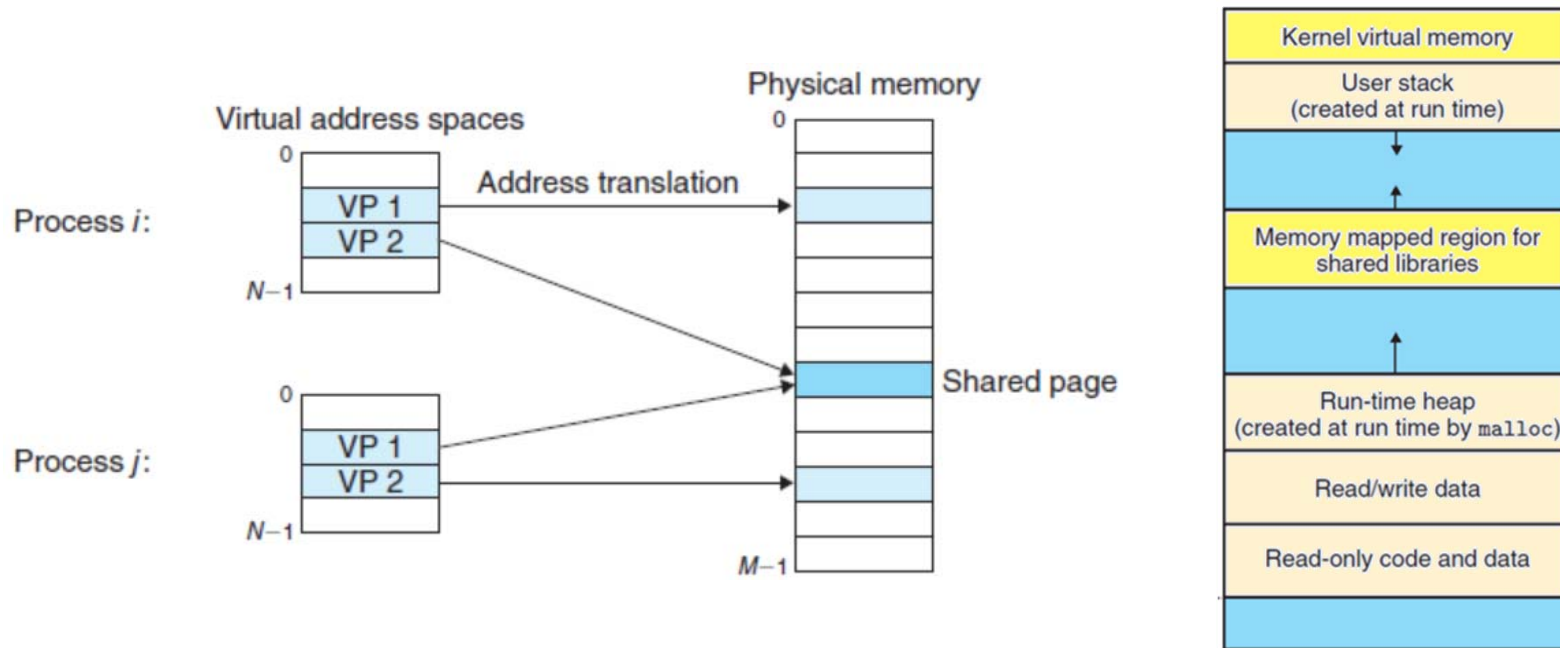 Virtual address spaces
0
Process i:
VP 1
VP 2
N−1
0
Process j:
VP 1
VP 2
N−1
Address translation
Physical memory
0
Shared page
M−1
Kernel virtual memory
User stack
(created at run time)
Memory mapped region for
shared libraries
Run-time heap
(created at run time by malloc)
Read/write data
Read-only code and data